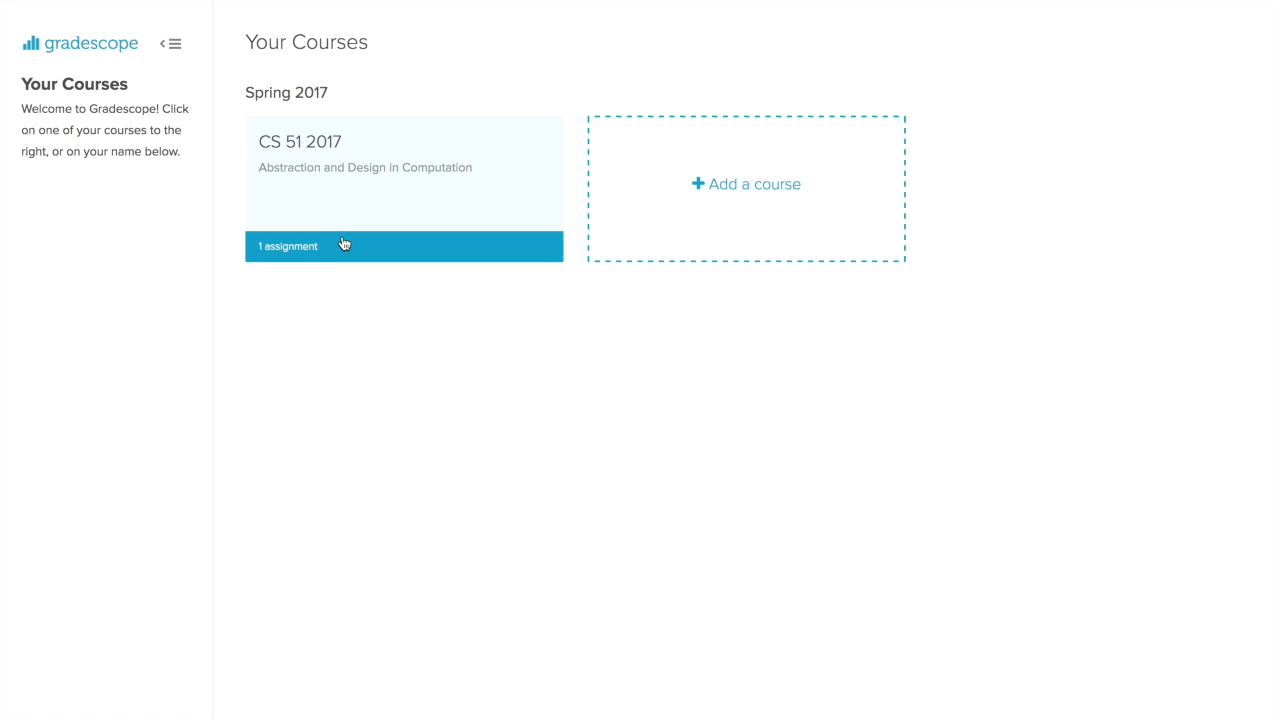 gradescope
Your Courses
Welcome to Gradescope! Click
on one of your courses to the
right, or on your name below.
Your Courses
Spring 2017
CS 51 2017
Abstraction and Design in Computation
1 assignment
Add a course